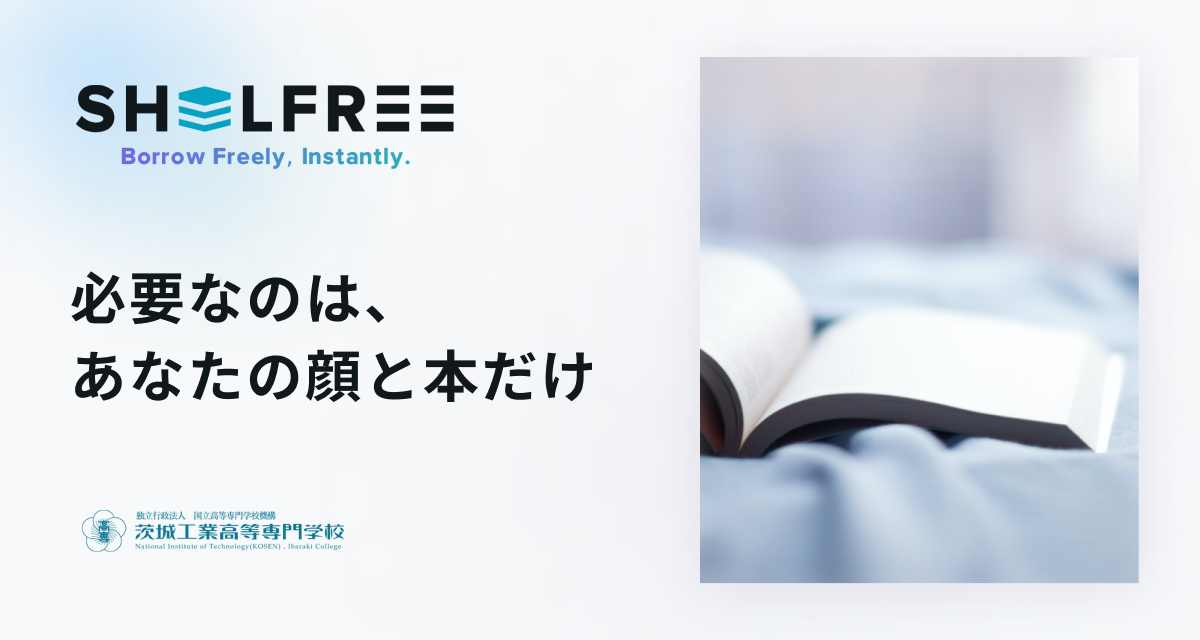 SHELFREE
Borrow Freely, Instantly.
必要なのは、
あなたの顔と本だけ
独立行政法人 国立高等専門学校機構
茨城工業高等専門学校
National Institute of Technology(KOSEN) , Ibaraki College
高専